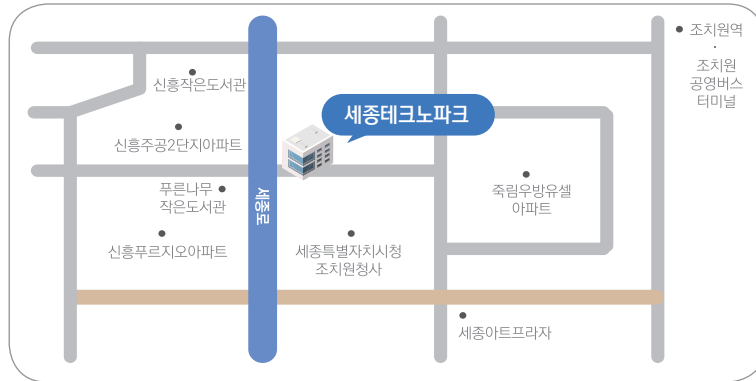 조치원역
·
조치원
공영버스
터미널
신흥작은도서관
세종테크노파크
신흥주공2단지아파트
푸른나무
작은도서관
세종로
죽림우방유셀
아파트
신흥푸르지오아파트
세종특별자치시청
조치원청사
세종아트프라자